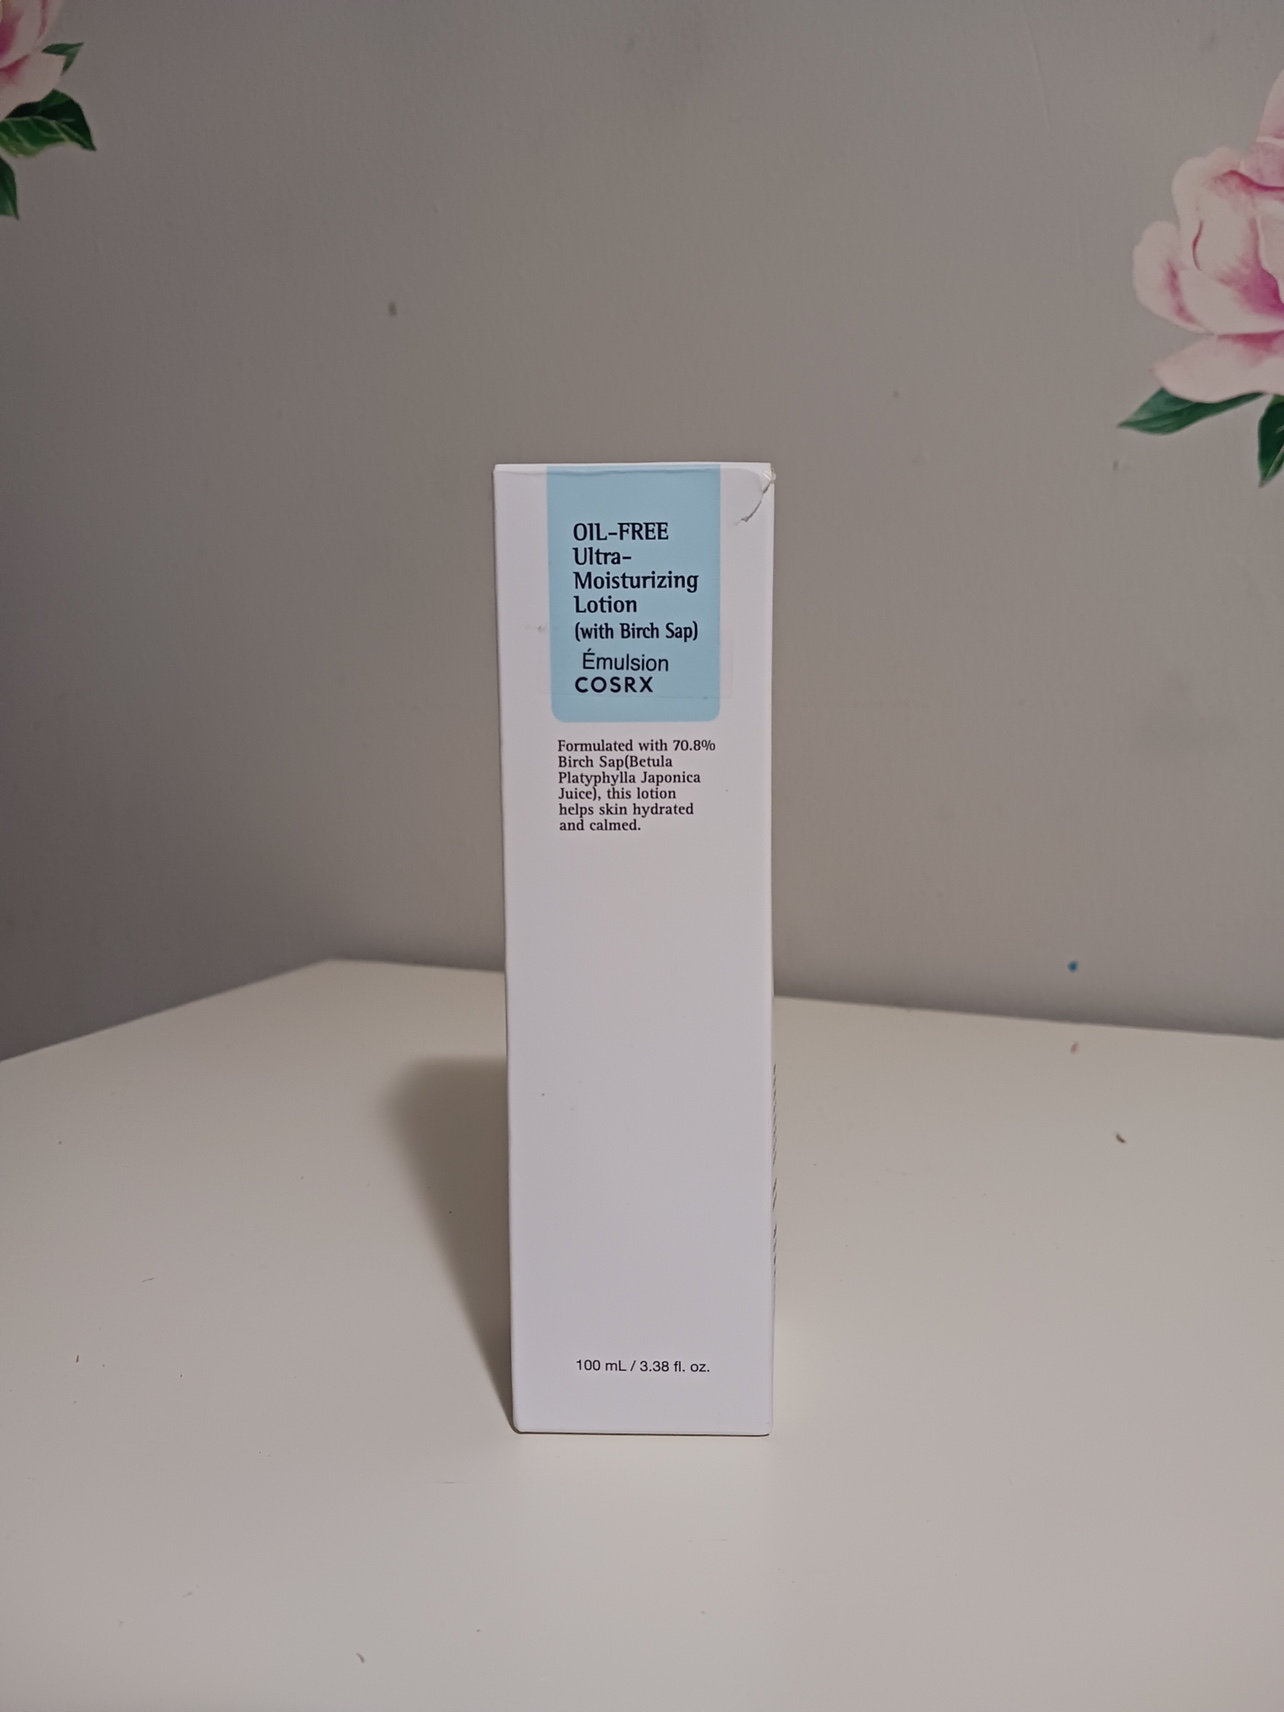 OIL-FREE
Ultra-
Moisturizing
Lotion
(with Birch Sap)
Émulsion
COSRX
Formulated with 70.8%
Birch Sap(Betula
Platyphylla Japonica
Juice), this lotion
helps skin hydrated
and calmed.
100 mL / 3.38 fl. oz.